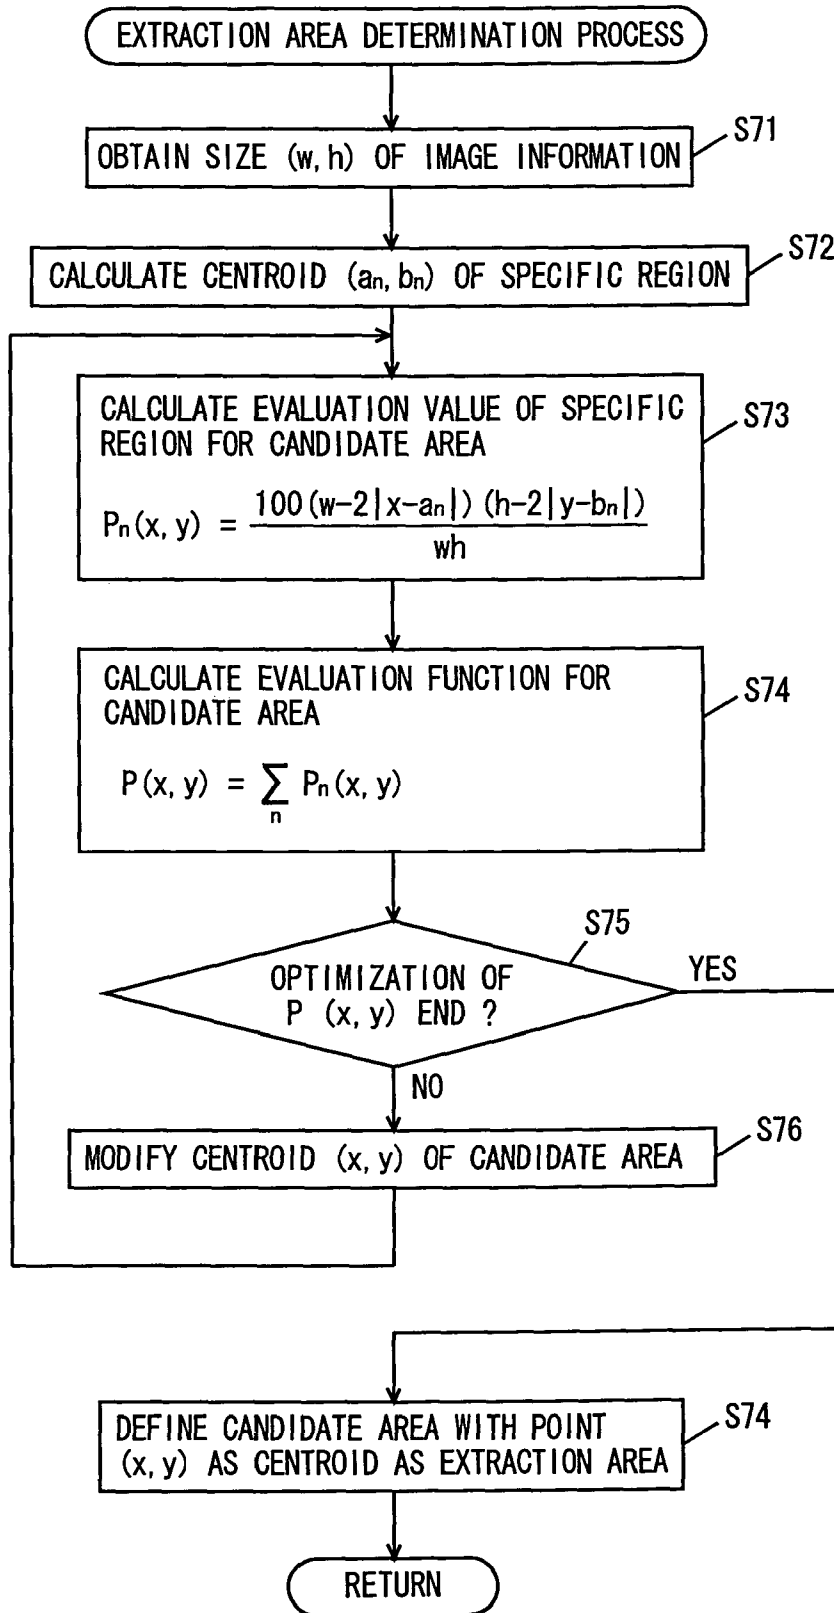 EXTRACTION AREA DETERMINATION PROCESS
S71
OBTAIN SIZE (w, h) OF IMAGE INFORMATION
S72
CALCULATE CENTROID (an, bn) OF SPECIFIC REGION
S73
CALCULATE EVALUATION VALUE OF SPECIFIC
REGION FOR CANDIDATE AREA
Pn(x, y) = 100(w-2|x-an|) (h-2|y-bn|)
wh
S74
CALCULATE EVALUATION FUNCTION FOR
CANDIDATE AREA
P(x, y) = ∑ Pn(x, y)
n
S75
OPTIMIZATION OF
P (x, y) END ?
YES
NO
S76
MODIFY CENTROID (x, y) OF CANDIDATE AREA
S74
DEFINE CANDIDATE AREA WITH POINT
(x, y) AS CENTROID AS EXTRACTION AREA
RETURN